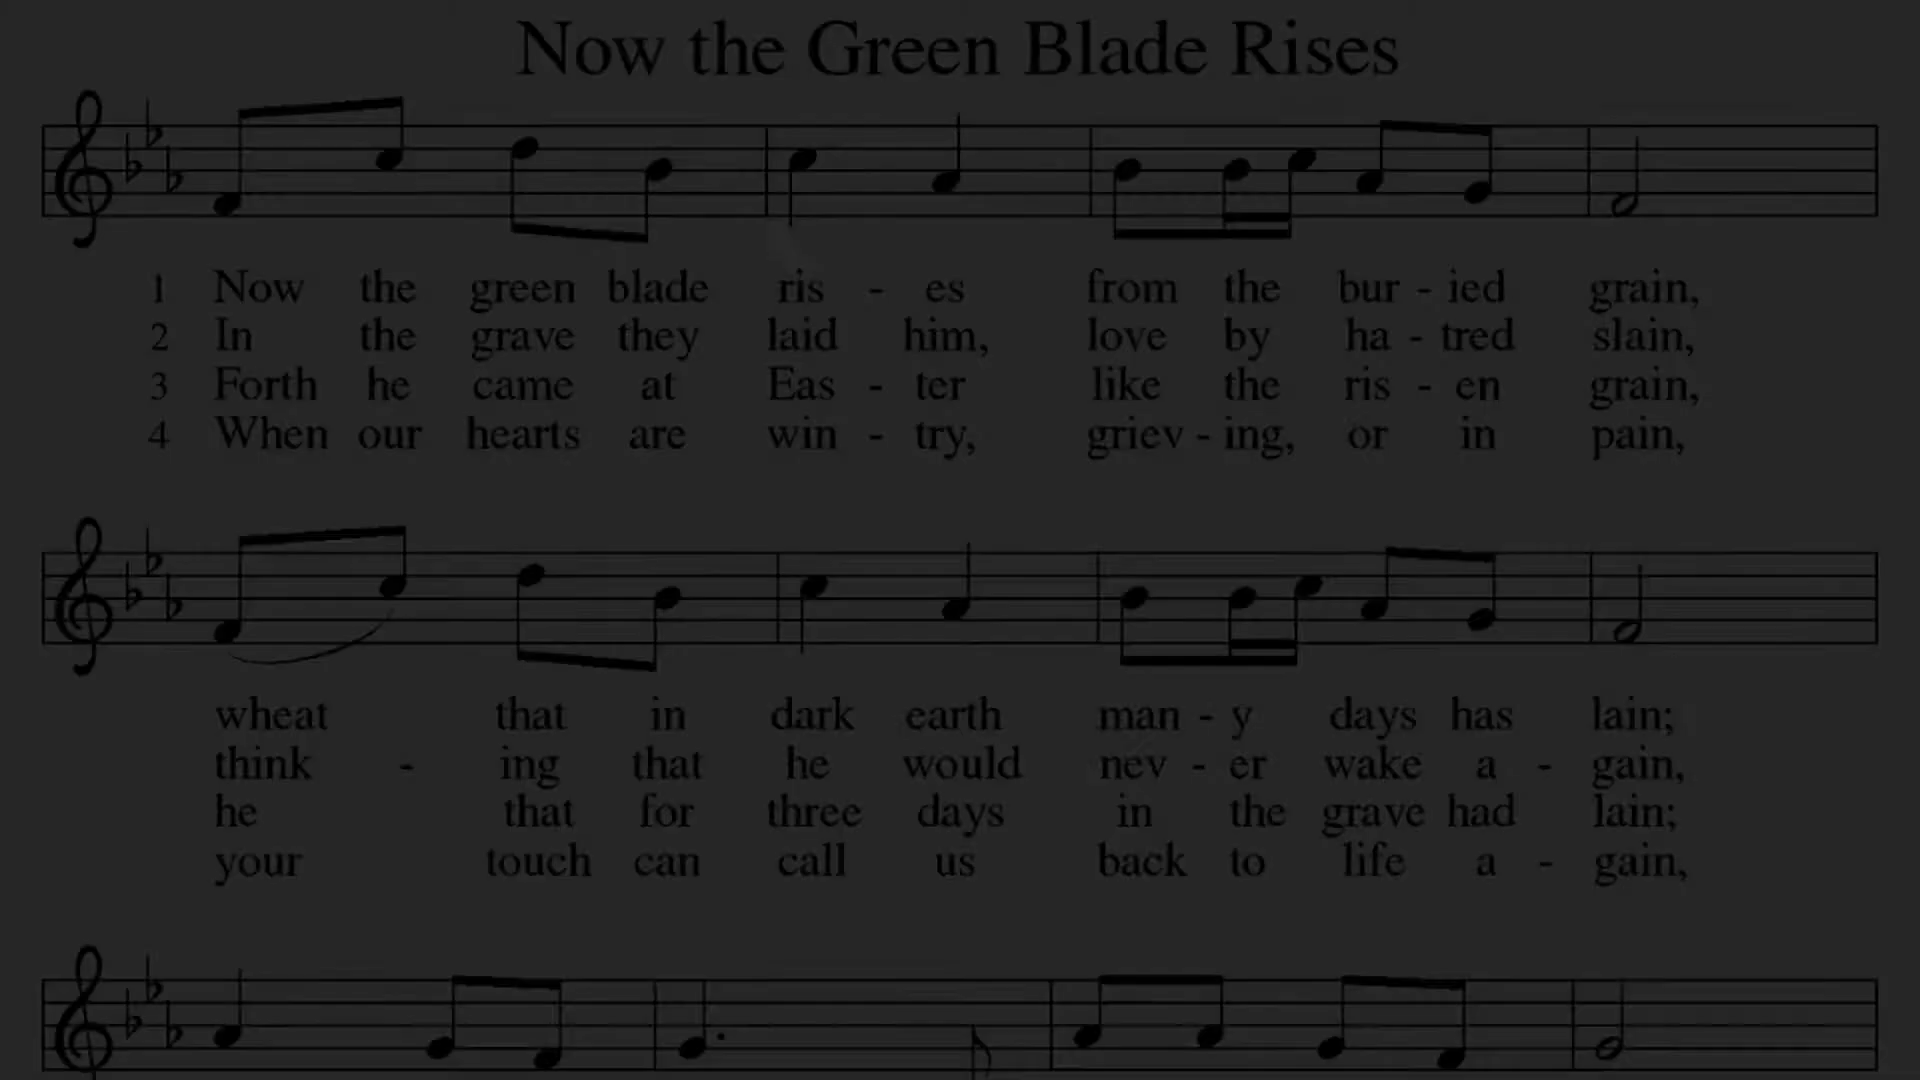 Now the Green Blade Rises
1 Now the green blade ris - es from the bur - ied grain,
2 In the grave they laid him, love by ha - tred slain,
3 Forth he came at Eas - ter like the ris - en grain,
4 When our hearts are win - try, griev - ing, or in pain,
wheat that in dark earth man - y days has lain;
think - ing that he would nev - er wake a - gain,
he that for three days in the grave had lain;
your touch can call us back to life a - gain,